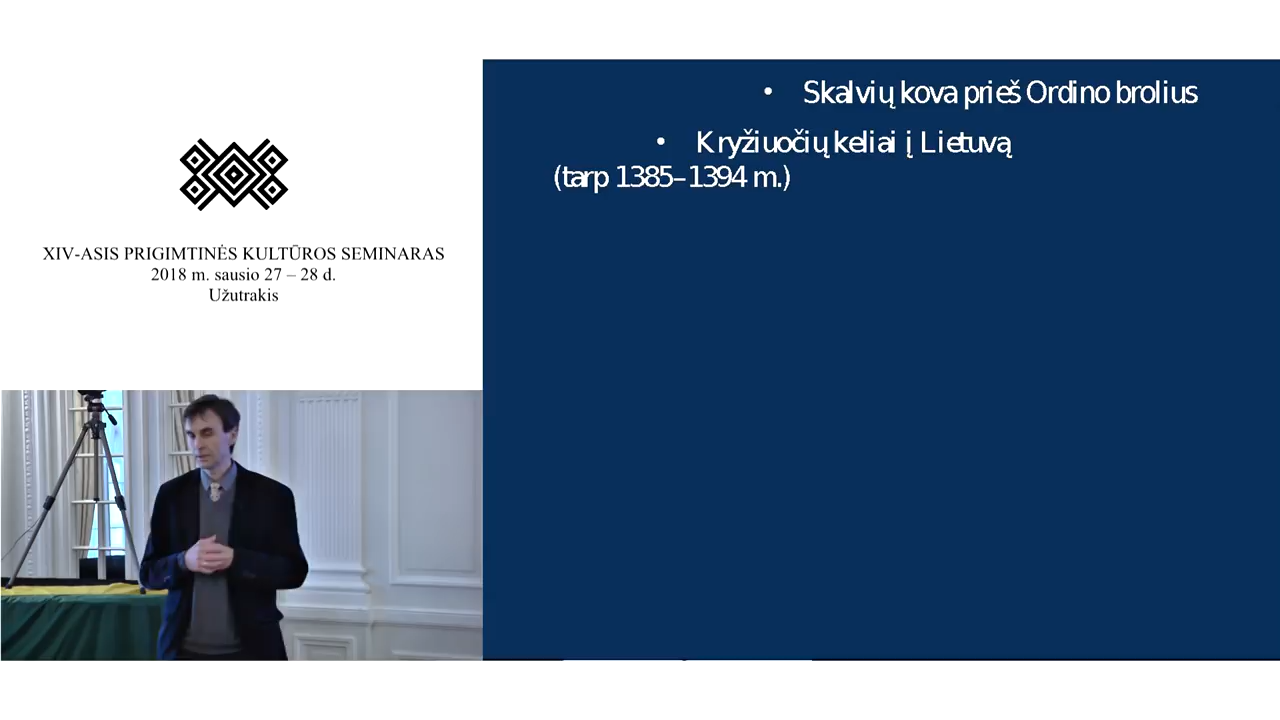 XIV-ASIS PRIGIMTINĖS KULTŪROS SEMINARAS
2018 m. sausio 27 – 28 d.
Užutrakis
• Skalvių kova prieš Ordino brolius
• Kryžiuočių keliai į Lietuvą
(tarp 1385–1394 m.)